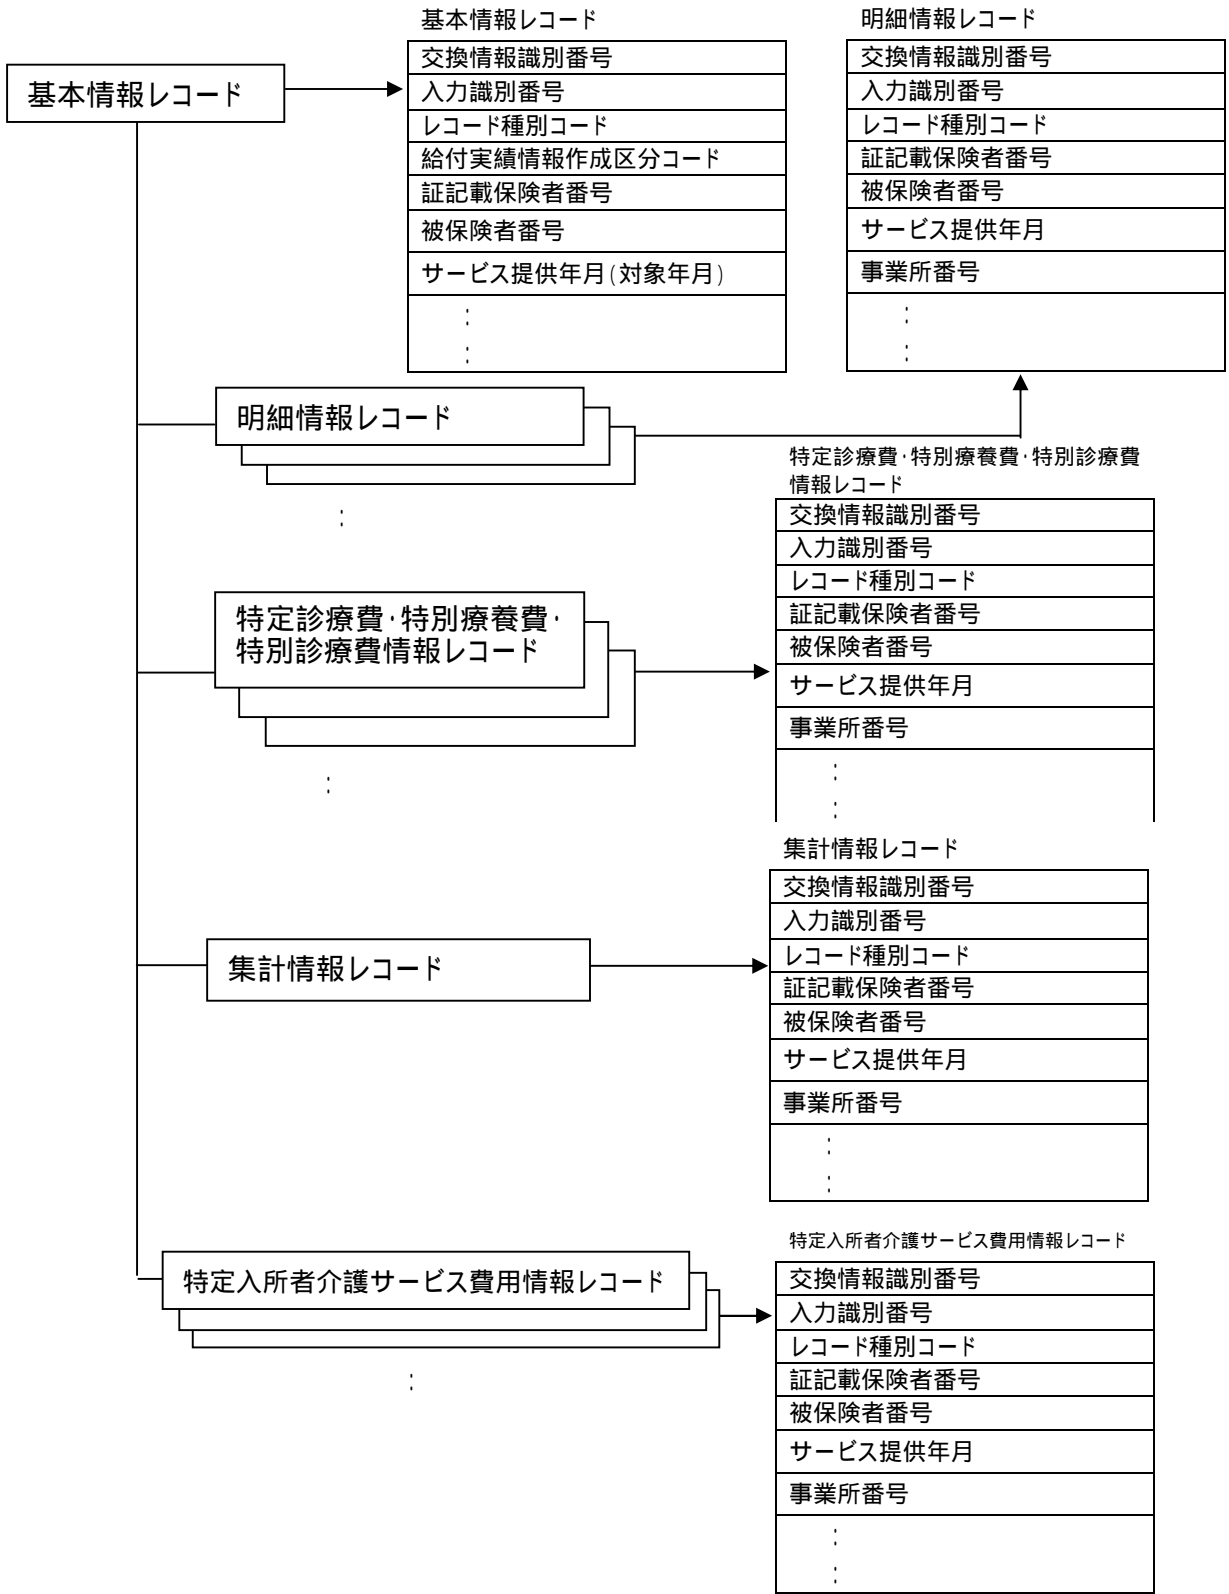 基本情報レコード
基本情報レコード
交換情報識別番号
入力識別番号
レコード種別コード
給付実績情報作成区分コード
証記載保険者番号
被保険者番号
サービス提供年月(対象年月)
:
:
明細情報レコード
交換情報識別番号
入力識別番号
レコード種別コード
証記載保険者番号
被保険者番号
サービス提供年月
事業所番号
:
:
明細情報レコード
:
特定診療費・特別療養費・特別診療費
情報レコード
交換情報識別番号
入力識別番号
レコード種別コード
証記載保険者番号
被保険者番号
サービス提供年月
事業所番号
:
:
特定診療費・特別療養費・
特別診療費情報レコード
:
集計情報レコード
集計情報レコード
交換情報識別番号
入力識別番号
レコード種別コード
証記載保険者番号
被保険者番号
サービス提供年月
事業所番号
:
:
特定入所者介護サービス費用情報レコード
:
特定入所者介護サービス費用情報レコード
交換情報識別番号
入力識別番号
レコード種別コード
証記載保険者番号
被保険者番号
サービス提供年月
事業所番号
:
: